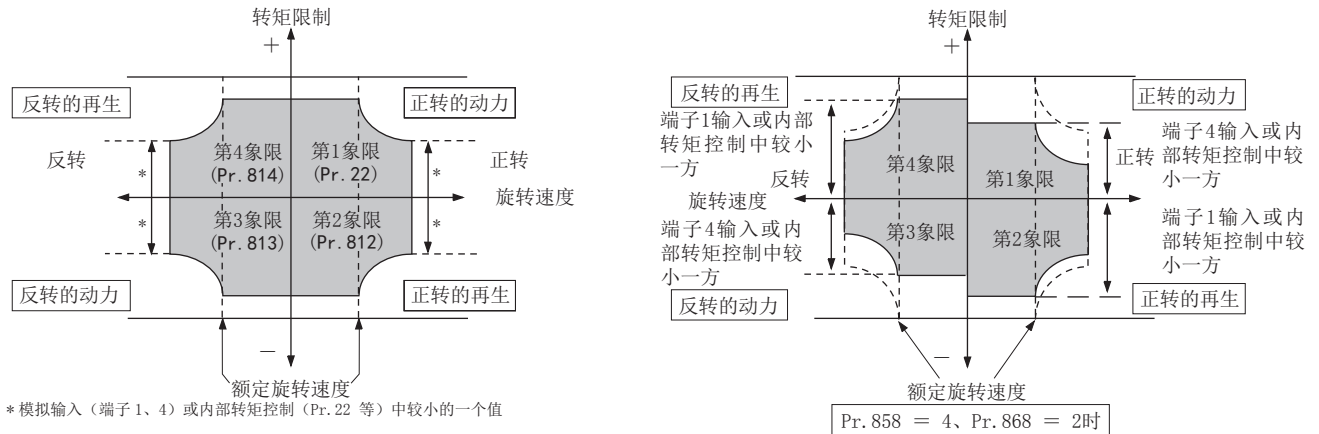 转矩限制
+
反转的再生
正转的动力
反转
*
第4象限
(Pr.814)
第1象限
(Pr.22)
*
正转
旋转速度
*
第3象限
(Pr.813)
第2象限
(Pr.812)
*
反转的动力
正转的再生
-
额定旋转速度
*模拟输入（端子1、4）或内部转矩控制（Pr.22 等）中较小的一个值
转矩限制
+
反转的再生
端子1输入或内部
转矩控制中较小
一方
反转
旋转速度
端子4输入或内
部转矩控制中较
小一方
反转的动力
第4象限
第1象限
第3象限
第2象限
正转的动力
端子4输入或内
部转矩控制中较
小一方
正转
端子1输入或内
部转矩控制中较
小一方
正转的再生
-
额定旋转速度
Pr.858 = 4、Pr.868 = 2时